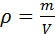 ρ = m/V